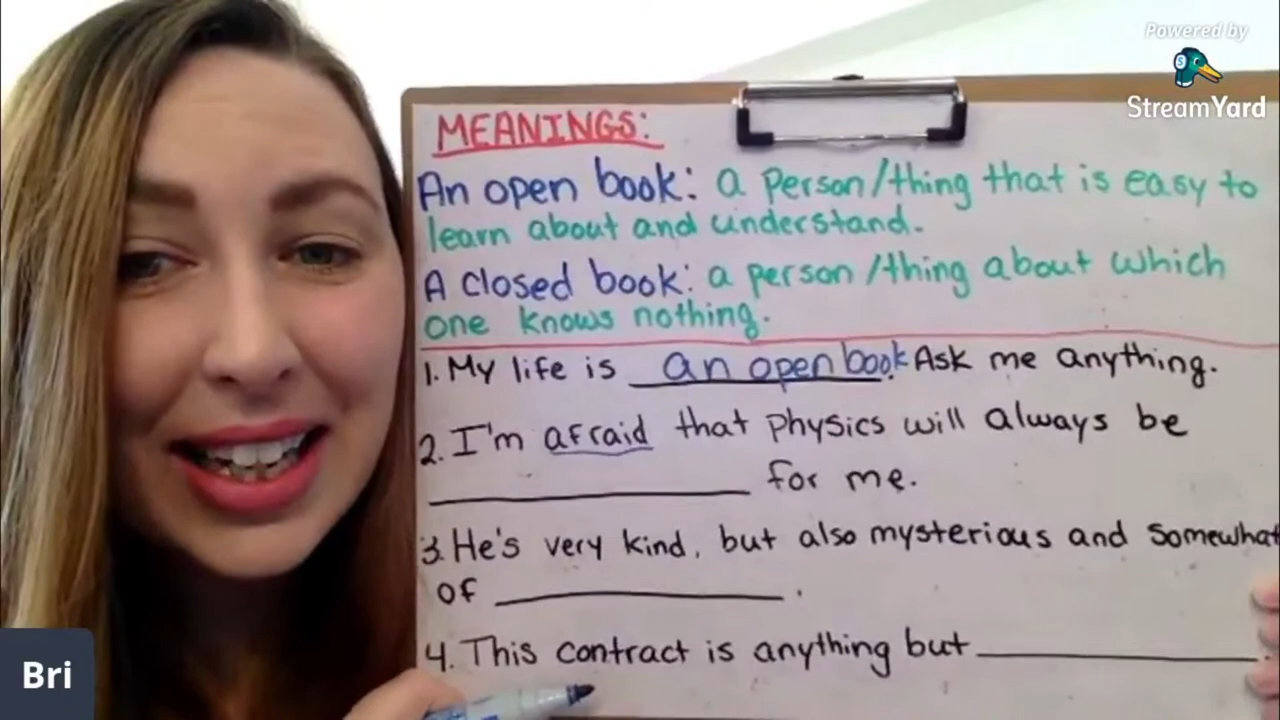 Powered by
StreamYard
MEANINGS:
An open book: a person/thing that is easy to
learn about and understand.
A closed book: a person/thing about which
one knows nothing.
1. My life is an open book. Ask me anything.
2. I'm afraid that physics will always be
____________ for me.
3. He's very kind, but also mysterious and somewhat
of ____________.
4. This contract is anything but ____________.
Bri